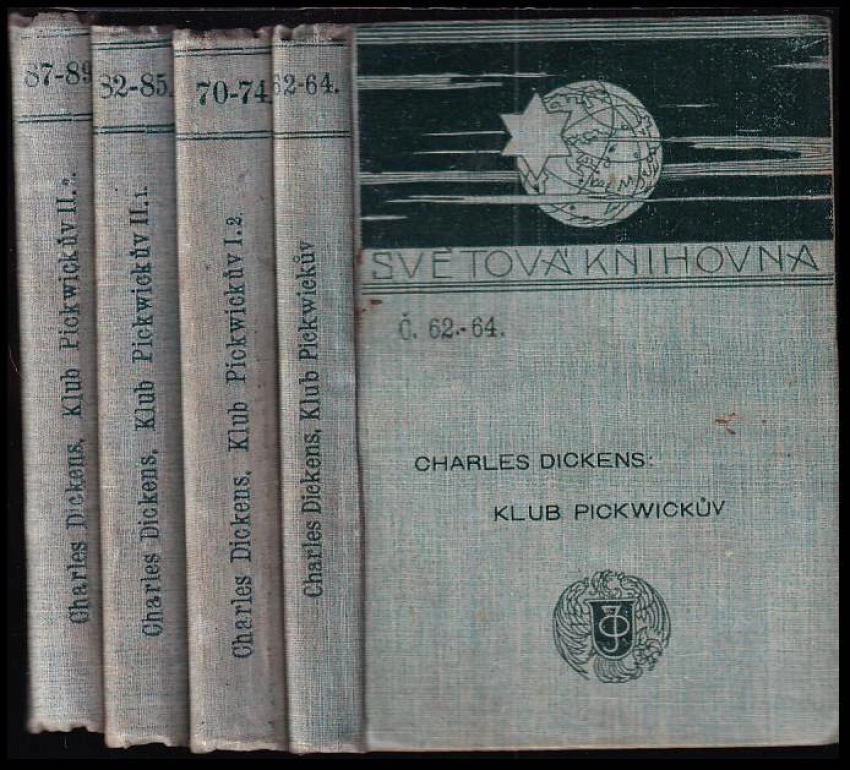 87-89
Charles Dickens, Klub Pickwickův II.2.
82-85.
Charles Dickens, Klub Pickwickův II.1.
70-74.
Charles Dickens, Klub Pickwickův I.2.
62-64.
Charles Dickens, Klub Pickwickův
SVĚTOVÁ KNIHOVNA
Č. 62.-64.
CHARLES DICKENS:
KLUB PICKWICKŮV
JO